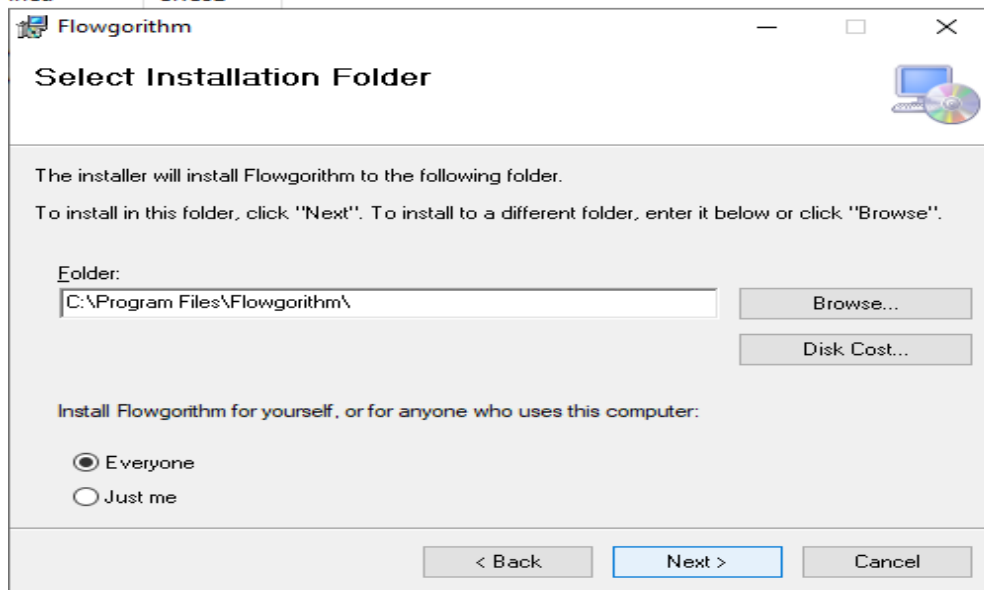 Flowgorithm
Select Installation Folder
The installer will install Flowgorithm to the following folder.
To install in this folder, click "Next". To install to a different folder, enter it below or click "Browse".
Folder:
C:\Program Files\Flowgorithm\
Browse...
Disk Cost...
Install Flowgorithm for yourself, or for anyone who uses this computer:
Everyone
Just me
< Back
Next >
Cancel